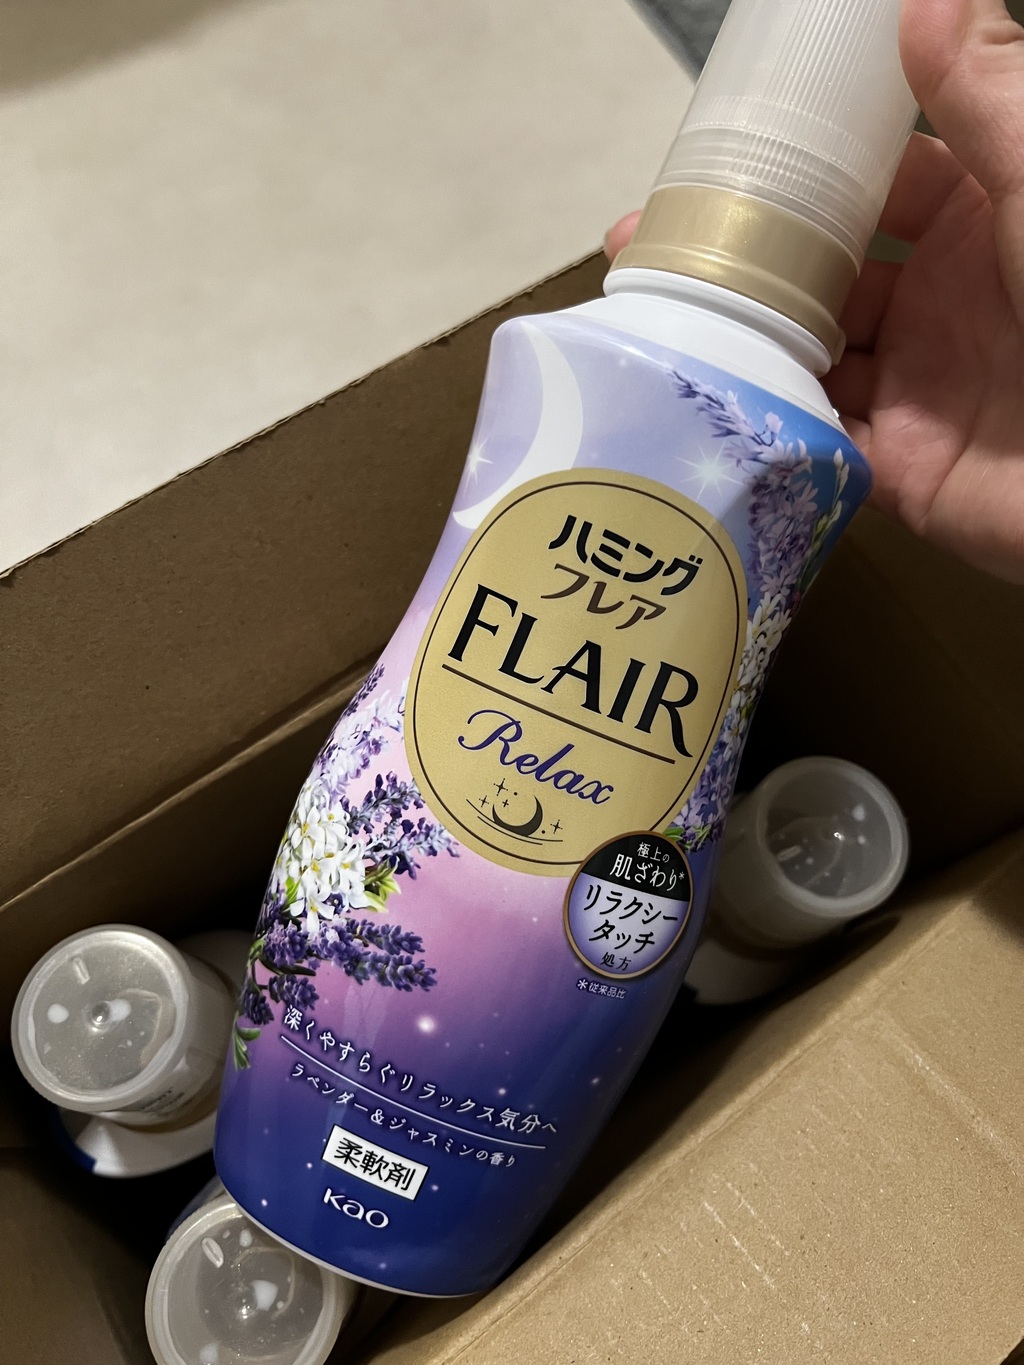 ハミング
フレア
FLAIR
Relax
極上の
肌ざわり*
リラクシー
タッチ
処方
*従来品比
深くやすらぐリラックス気分へ
ラベンダー&ジャスミンの香り
柔軟剤
Kao